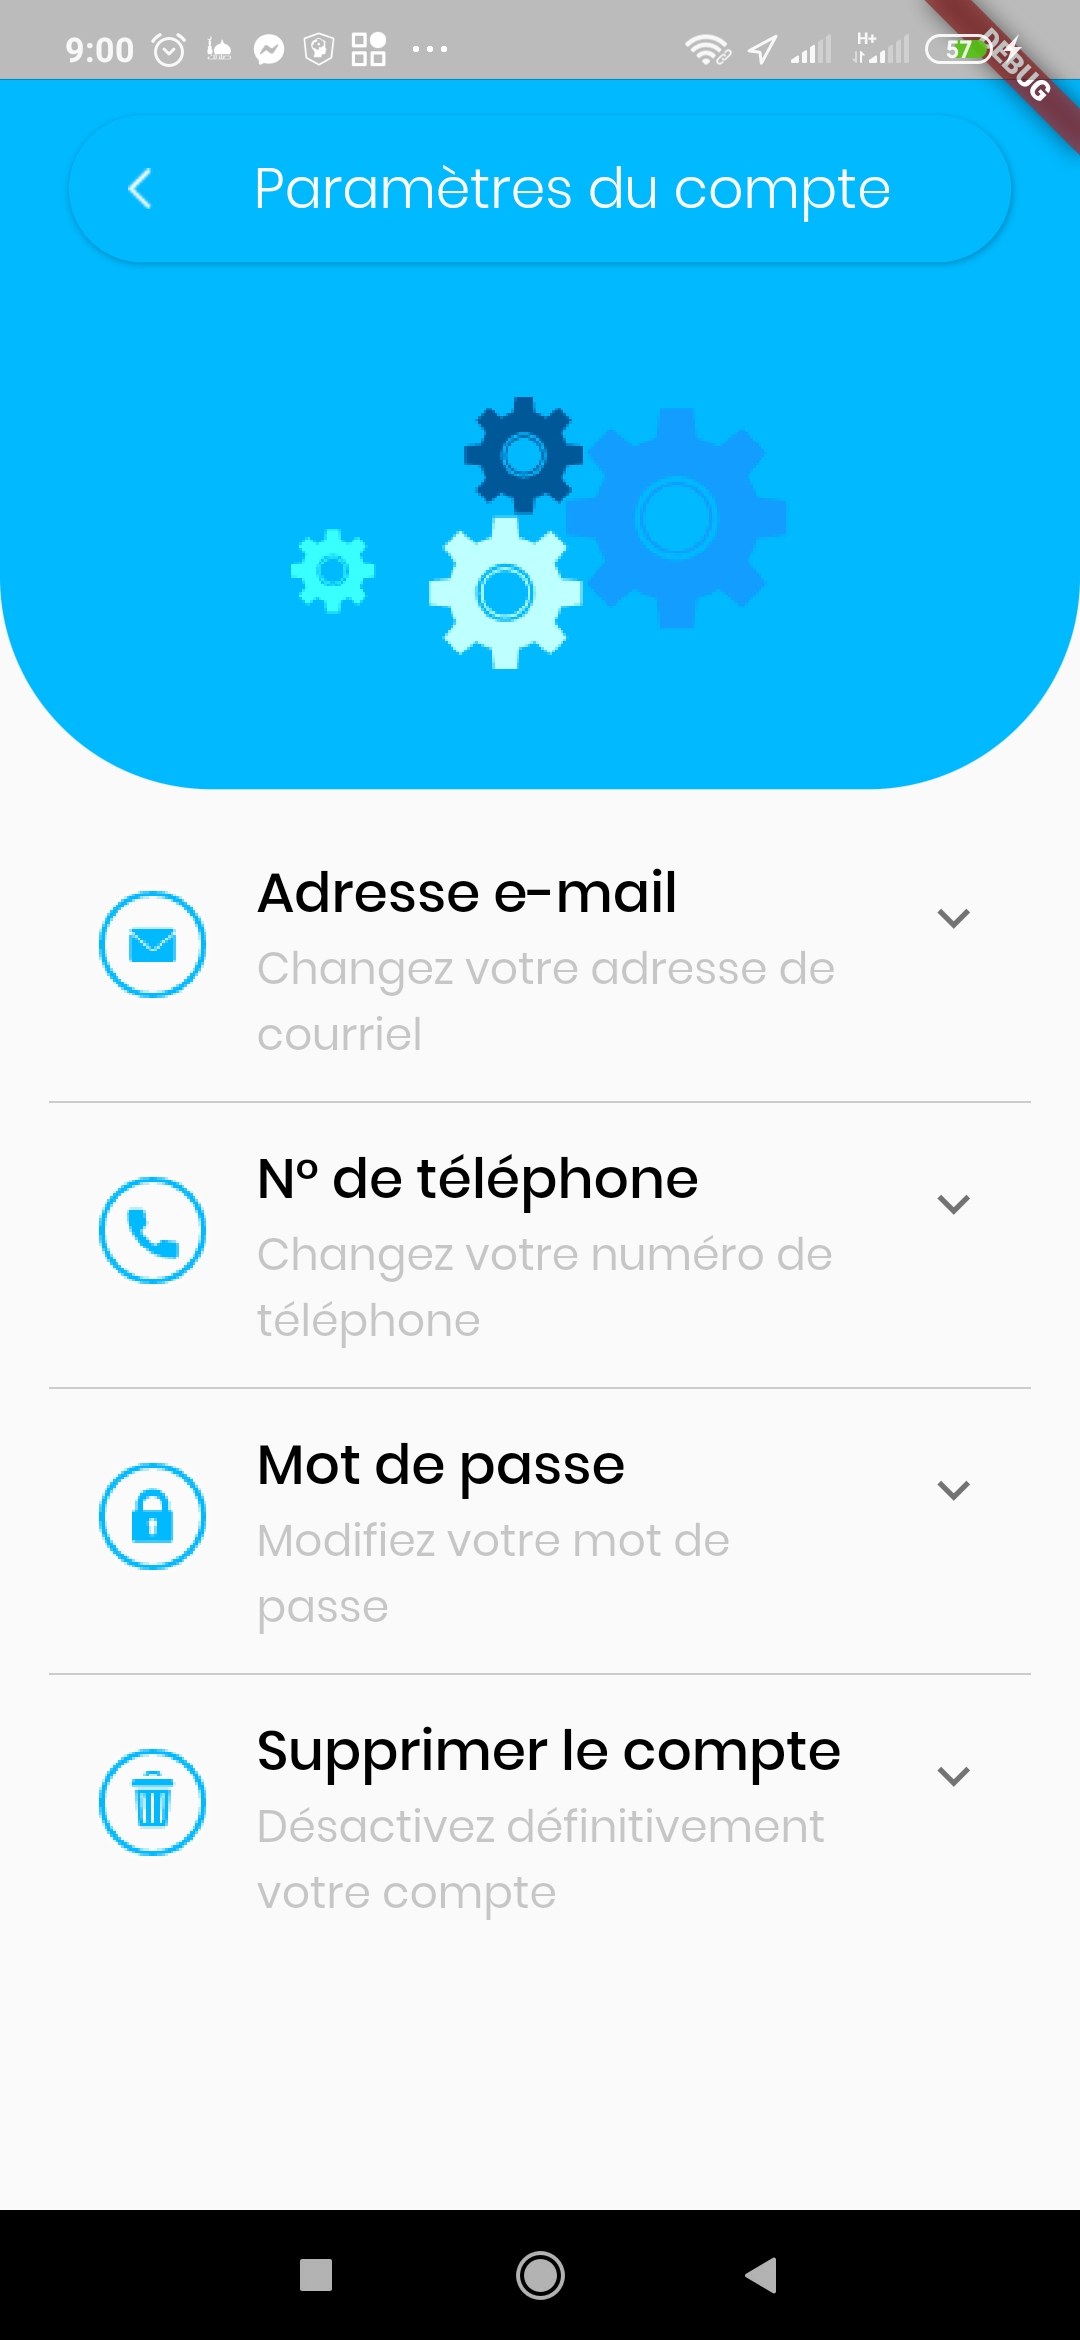 9:00
H+
57
DEBUG
Paramètres du compte
Adresse e-mail
Changez votre adresse de
courriel
N° de téléphone
Changez votre numéro de
téléphone
Mot de passe
Modifiez votre mot de
passe
Supprimer le compte
Désactivez définitivement
votre compte